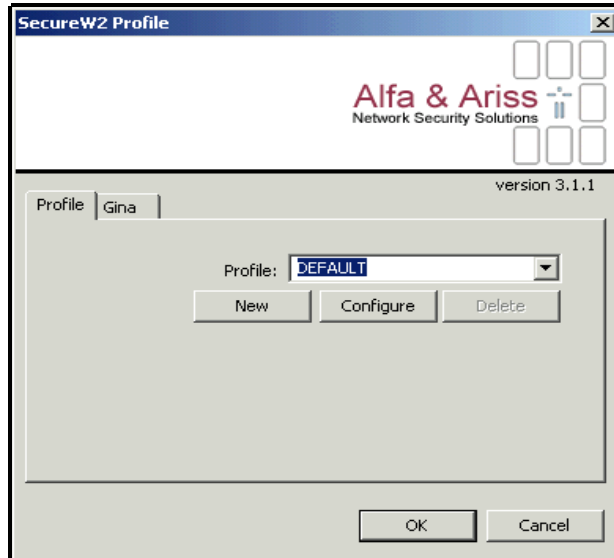 SecureW2 Profile
Alfa & Ariss
Network Security Solutions
version 3.1.1
Profile
Gina
Profile: DEFAULT
New
Configure
Delete
OK
Cancel